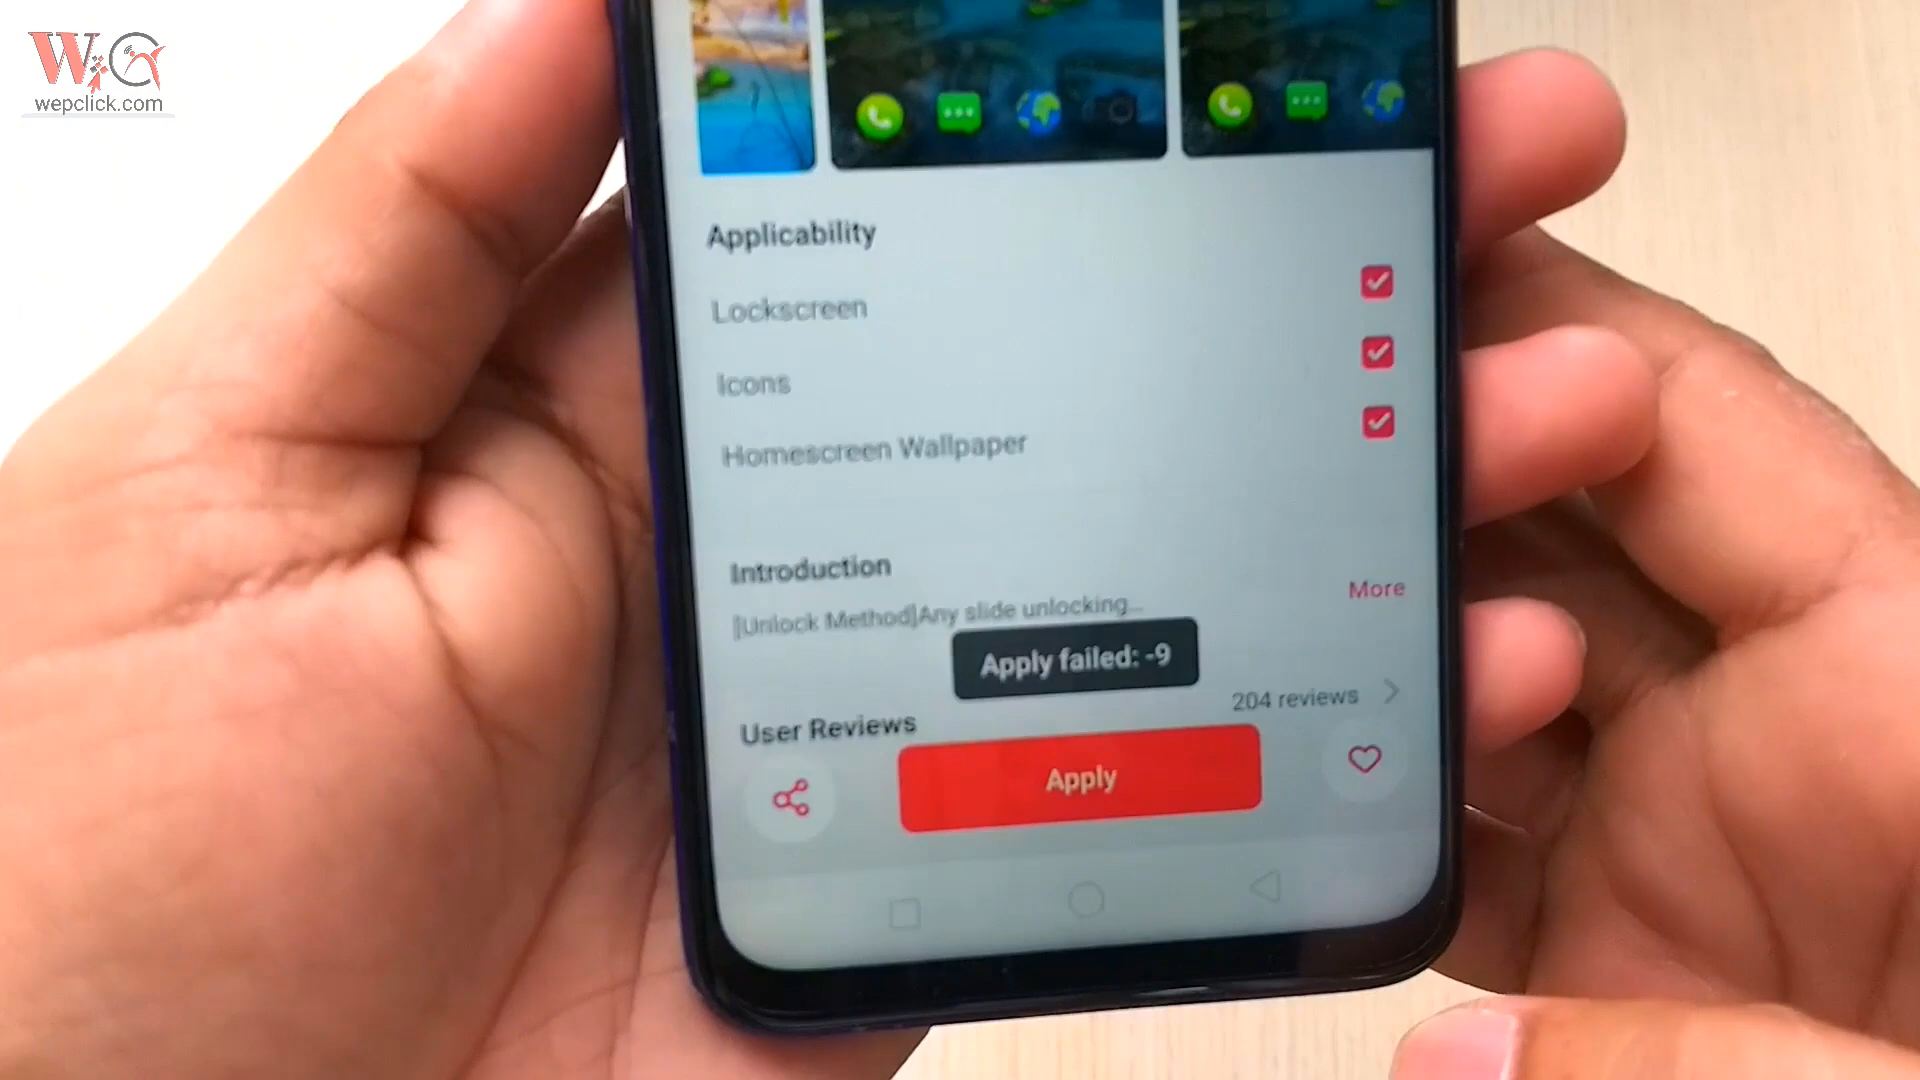 wepclick.com
Applicability
Lockscreen
Icons
Homescreen Wallpaper
Introduction
[Unlock Method]Any slide unlocking...
More
Apply failed: -9
204 reviews
User Reviews
Apply